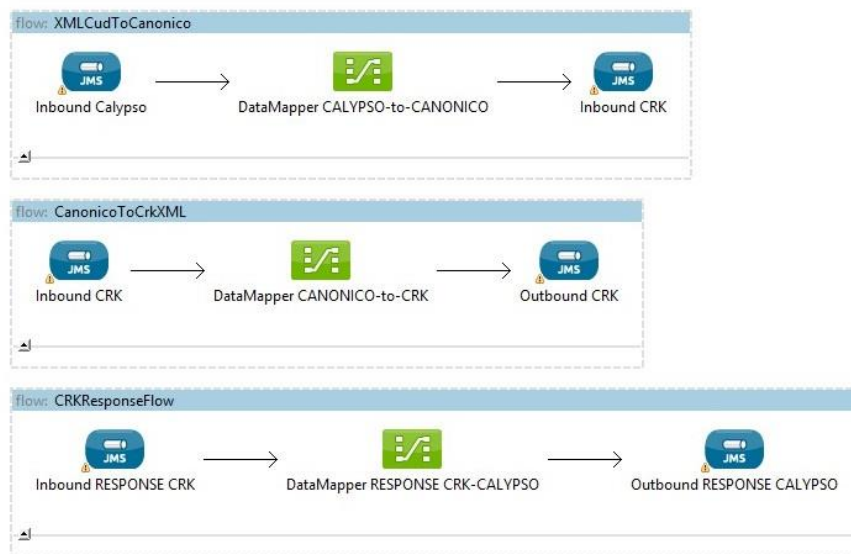 flow: XMLCudToCanonico
JMS JMS
Inbound Calypso DataMapper CALYPSO-to-CANONICO Inbound CRK
flow: CanonicoToCrkXML
JMS JMS
Inbound CRK DataMapper CANONICO-to-CRK Outbound CRK
flow: CRKResponseFlow
JMS JMS
Inbound RESPONSE CRK DataMapper RESPONSE CRK-CALYPSO Outbound RESPONSE CALYPSO